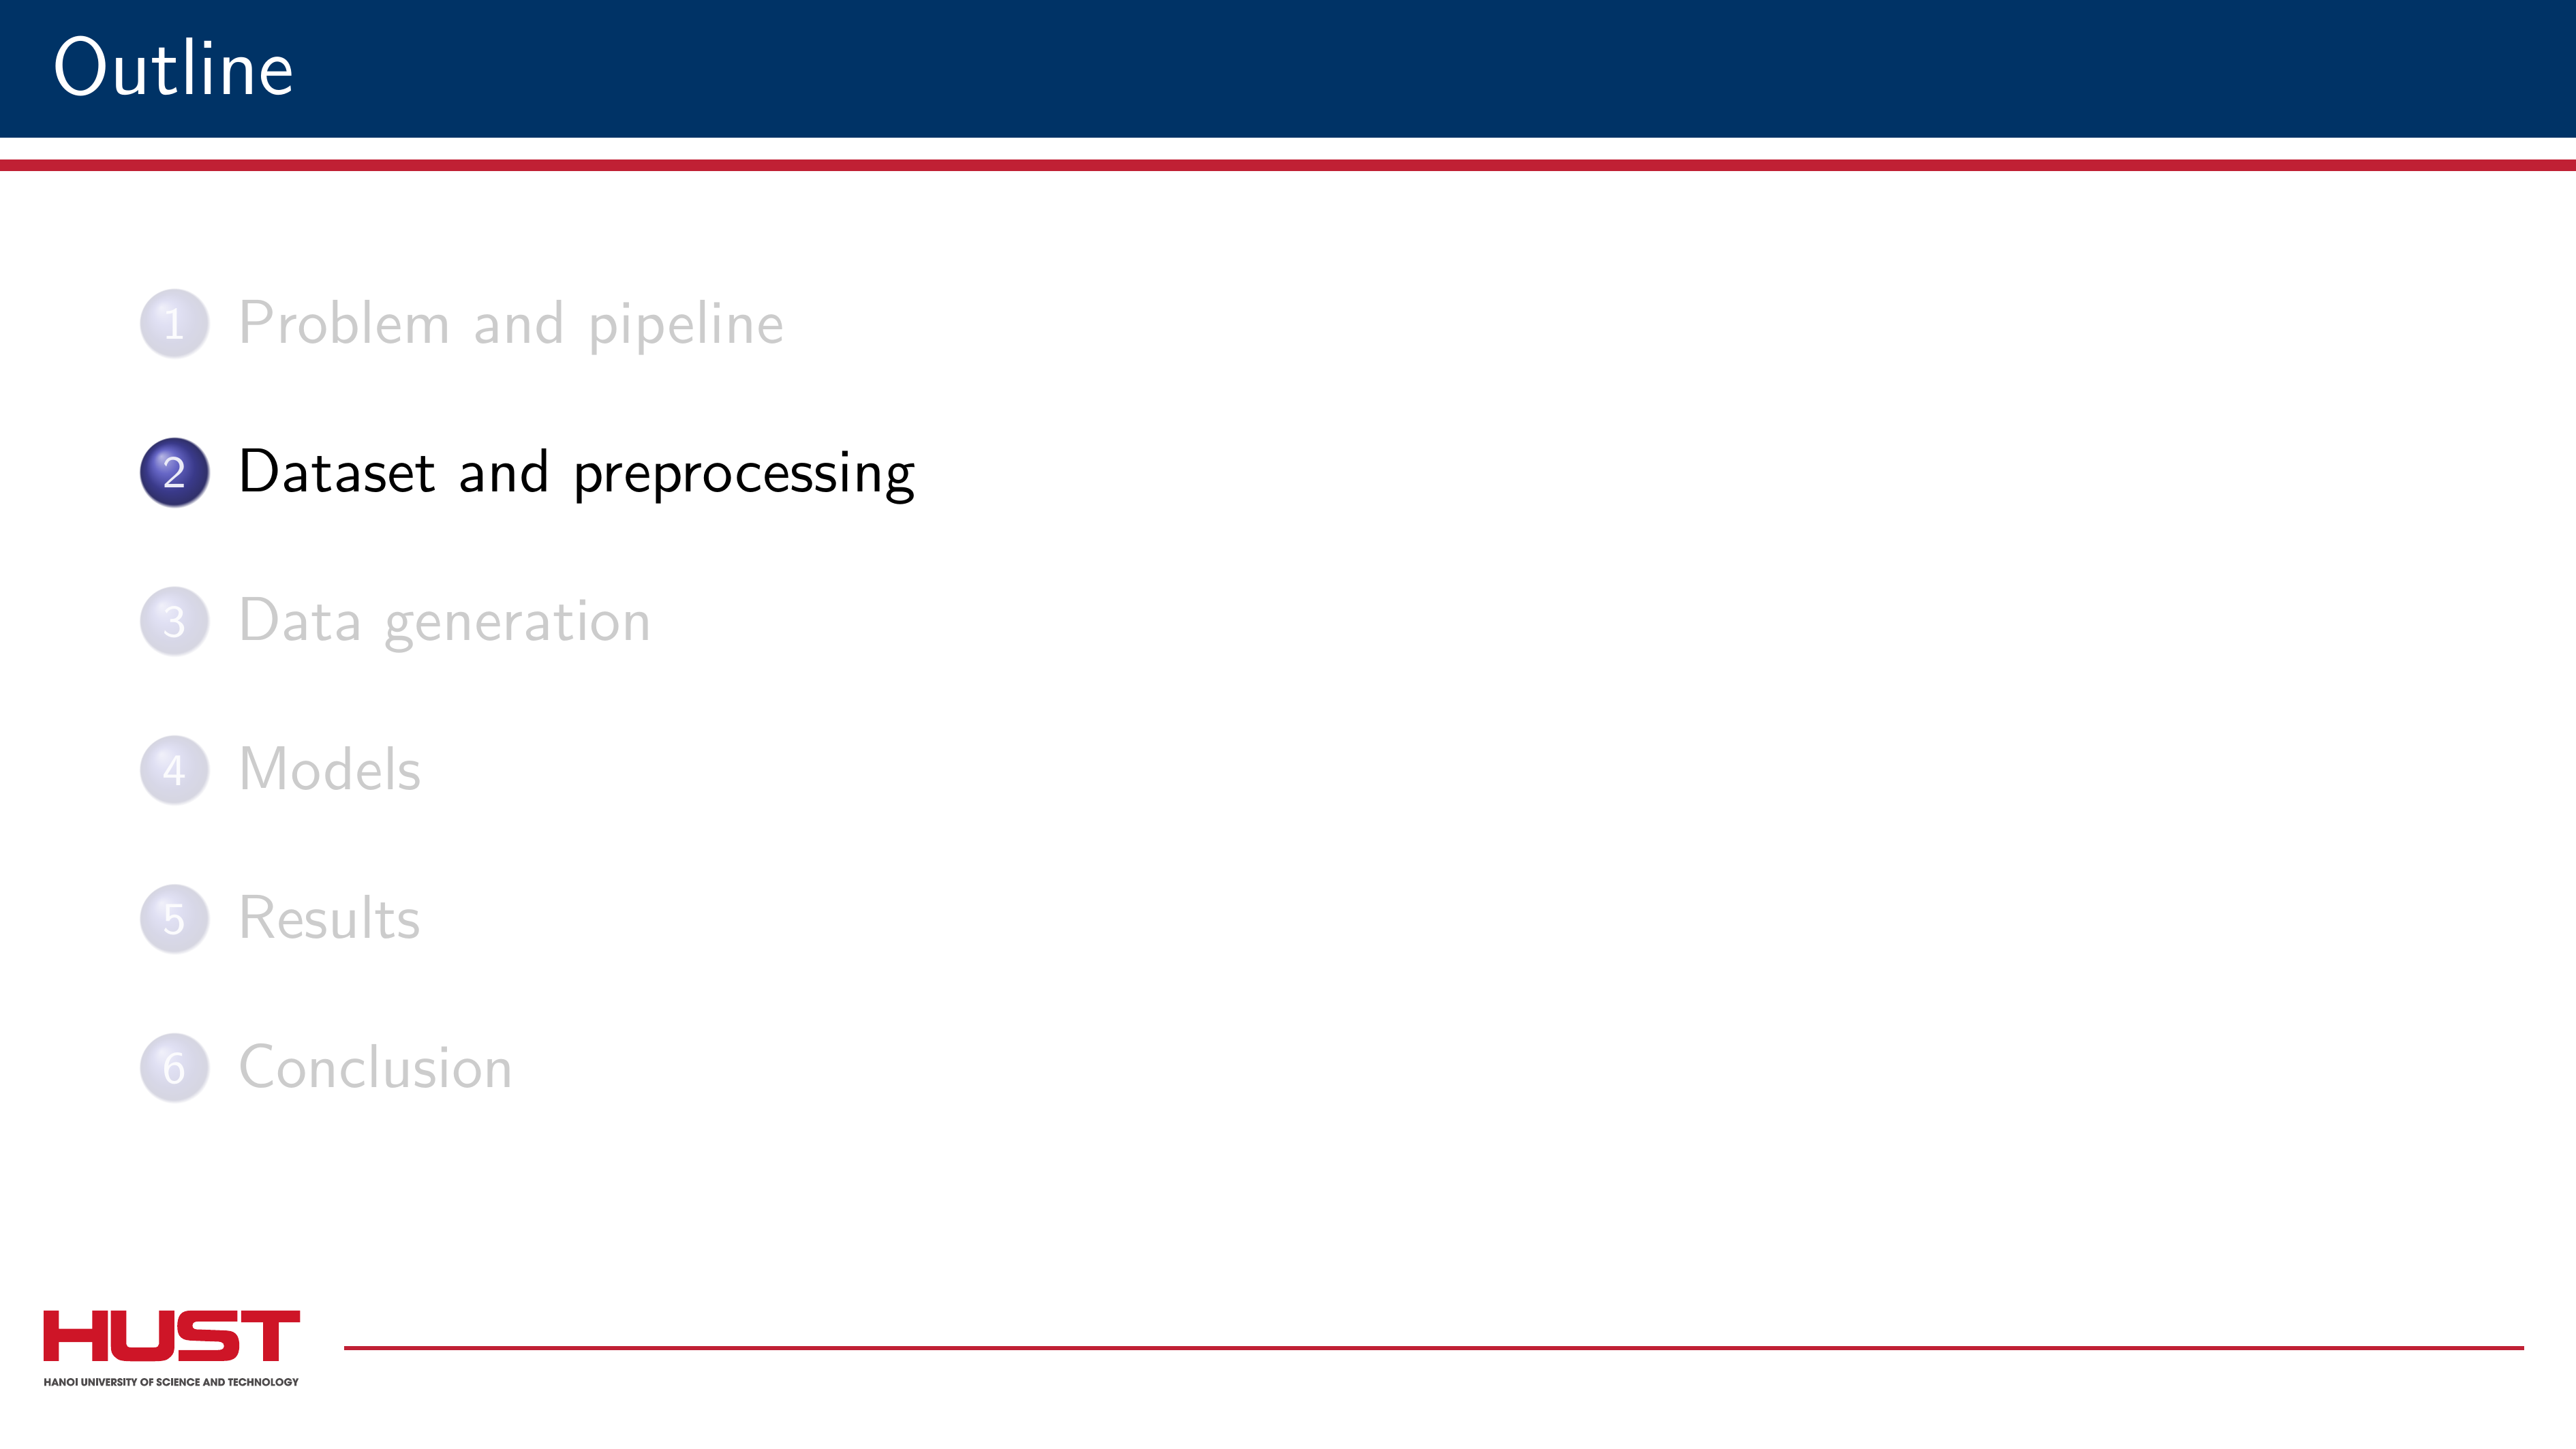 Outline
1 Problem and pipeline
2 Dataset and preprocessing
3 Data generation
4 Models
5 Results
6 Conclusion
HUST
HANOI UNIVERSITY OF SCIENCE AND TECHNOLOGY